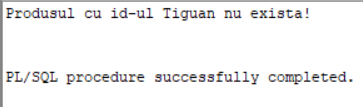 Produsul cu id-ul Tiguan nu exista!
PL/SQL procedure successfully completed.